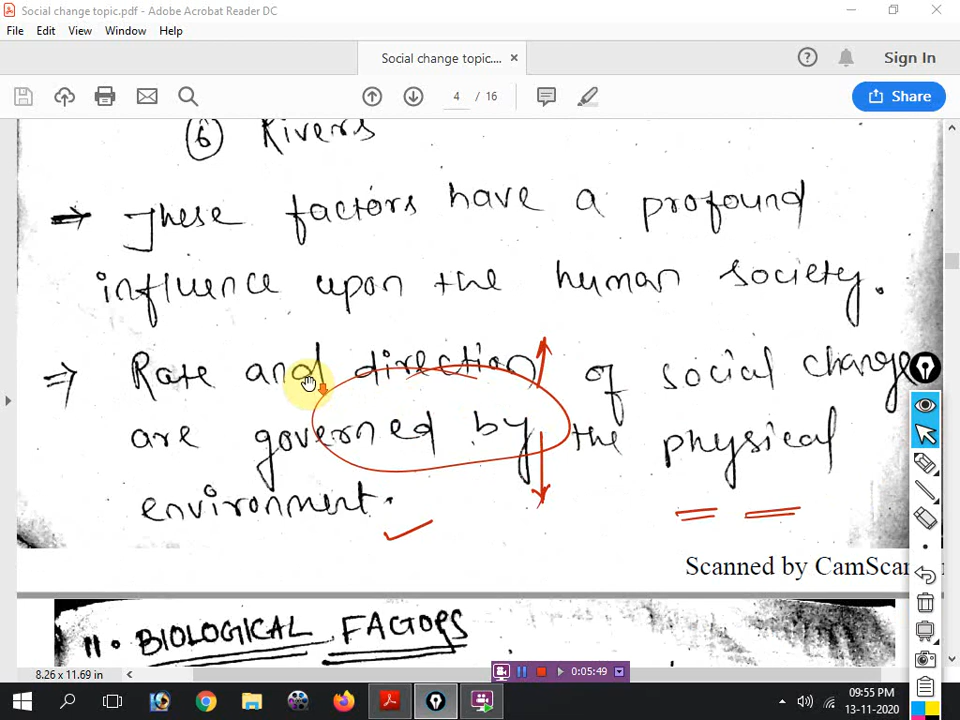 Social change topic.pdf - Adobe Acrobat Reader DC
File Edit View Window Help
Social change topic.... ×
Sign In
4 / 16
Share
6 Rivers
⇒ These factors have a profound
influence upon the human society.
⇒ Rate and direction of social change
are governed by the physical
environment.
Scanned by CamScan
11. BIOLOGICAL FACTORS
8.26 x 11.69 in
0:05:49
09:55 PM
13-11-2020